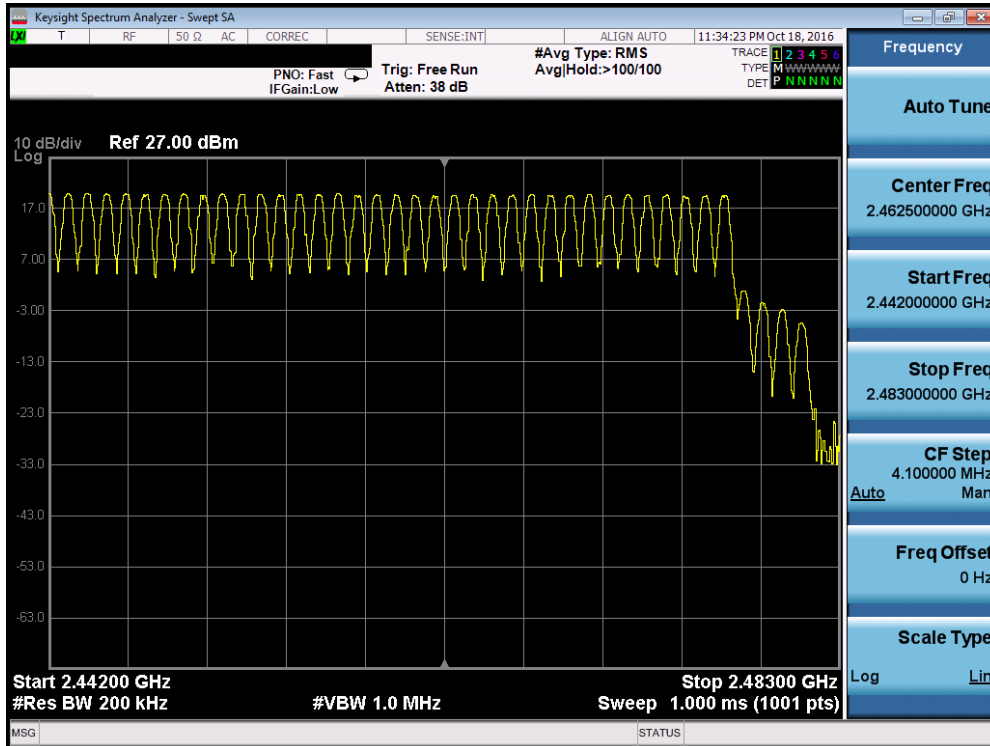 Keysight Spectrum Analyzer - Swept SA
LXI T RF 50 Ω AC CORREC SENSE:INT ALIGN AUTO 11:34:23 PM Oct 18, 2016
PNO: Fast
IFGain:Low
Trig: Free Run
Atten: 38 dB
#Avg Type: RMS
Avg|Hold:>100/100
TRACE 1 2 3 4 5 6
TYPE M WWWWW
DET P N N N N N
Frequency
10 dB/div Ref 27.00 dBm
Log
17.0
7.00
-3.00
-13.0
-23.0
-33.0
-43.0
-53.0
-63.0
Start 2.44200 GHz Stop 2.48300 GHz
#Res BW 200 kHz #VBW 1.0 MHz Sweep 1.000 ms (1001 pts)
Auto Tune
Center Freq
2.462500000 GHz
Start Freq
2.442000000 GHz
Stop Freq
2.483000000 GHz
CF Step
4.100000 MHz
Auto Man
Freq Offset
0 Hz
Scale Type
Log Lin
MSG STATUS